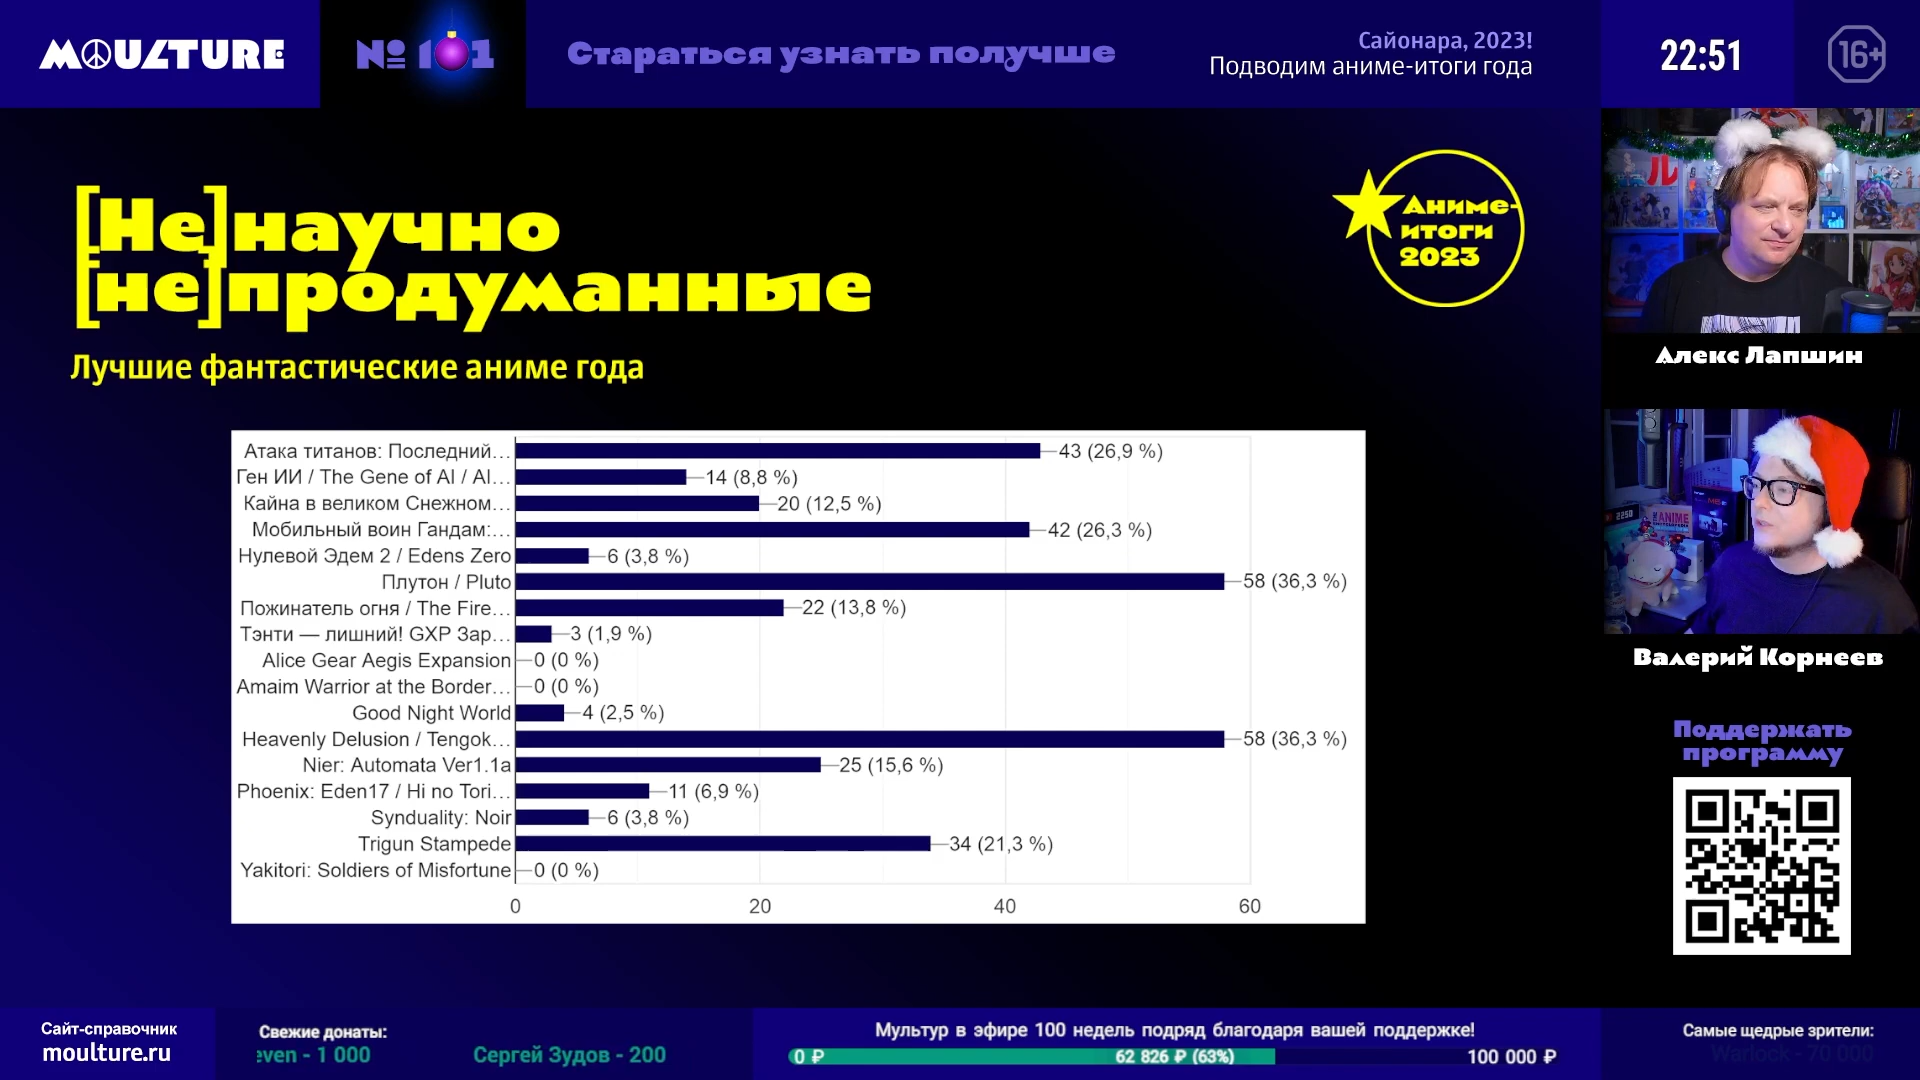 MOULTURE
№ 101
Стараться узнать получше
Сайонара, 2023!
Подводим аниме-итоги года
22:51
16+
[Не]научно
[не]продуманные
Лучшие фантастические аниме года
Аниме-
итоги
2023
Алекс Лапшин
Валерий Корнеев
Поддержать
программу
Атака титанов: Последний… 43 (26,9 %)
Ген ИИ / The Gene of AI / AI… 14 (8,8 %)
Кайна в великом Снежном… 20 (12,5 %)
Мобильный воин Гандам:… 42 (26,3 %)
Нулевой Эдем 2 / Edens Zero 6 (3,8 %)
Плутон / Pluto 58 (36,3 %)
Пожинатель огня / The Fire… 22 (13,8 %)
Тэнти — лишний! GXP Зар… 3 (1,9 %)
Alice Gear Aegis Expansion 0 (0 %)
Amaim Warrior at the Border… 0 (0 %)
Good Night World 4 (2,5 %)
Heavenly Delusion / Tengok… 58 (36,3 %)
Nier: Automata Ver1.1a 25 (15,6 %)
Phoenix: Eden17 / Hi no Tori… 11 (6,9 %)
Synduality: Noir 6 (3,8 %)
Trigun Stampede 34 (21,3 %)
Yakitori: Soldiers of Misfortune 0 (0 %)
0 20 40 60
Сайт-справочник
moulture.ru
Свежие донаты:
even - 1 000 Сергей Зудов - 200
Мультур в эфире 100 недель подряд благодаря вашей поддержке!
0 ₽ 62 826 ₽ (63%) 100 000 ₽
Самые щедрые зрители:
Warlock - 70 000